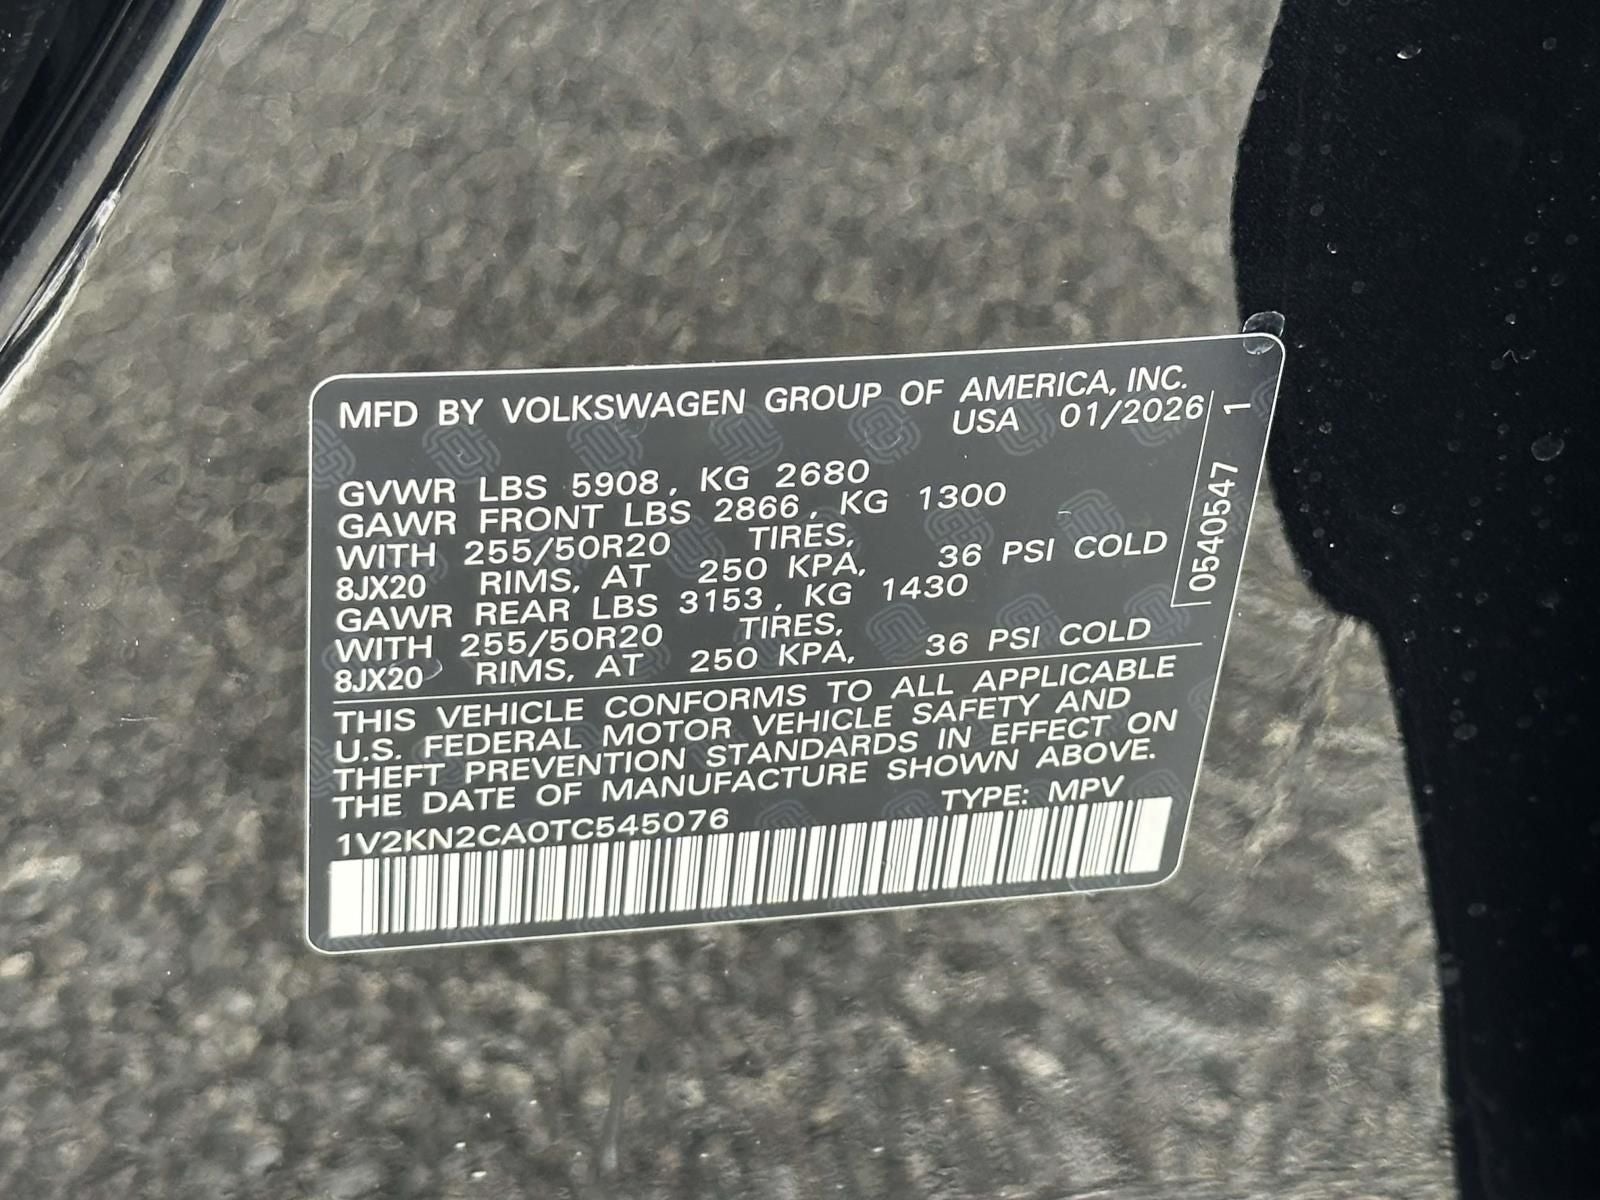 MFD BY VOLKSWAGEN GROUP OF AMERICA, INC.
USA 01/2026
GVWR LBS 5908, KG 2680
GAWR FRONT LBS 2866, KG 1300
WITH 255/50R20 TIRES,
8JX20 RIMS, AT 250 KPA, 36 PSI COLD
GAWR REAR LBS 3153, KG 1430
WITH 255/50R20 TIRES,
8JX20 RIMS, AT 250 KPA, 36 PSI COLD
THIS VEHICLE CONFORMS TO ALL APPLICABLE
U.S. FEDERAL MOTOR VEHICLE SAFETY AND
THEFT PREVENTION STANDARDS IN EFFECT ON
THE DATE OF MANUFACTURE SHOWN ABOVE.
1V2KN2CA0TC545076 TYPE: MPV
0540547 1